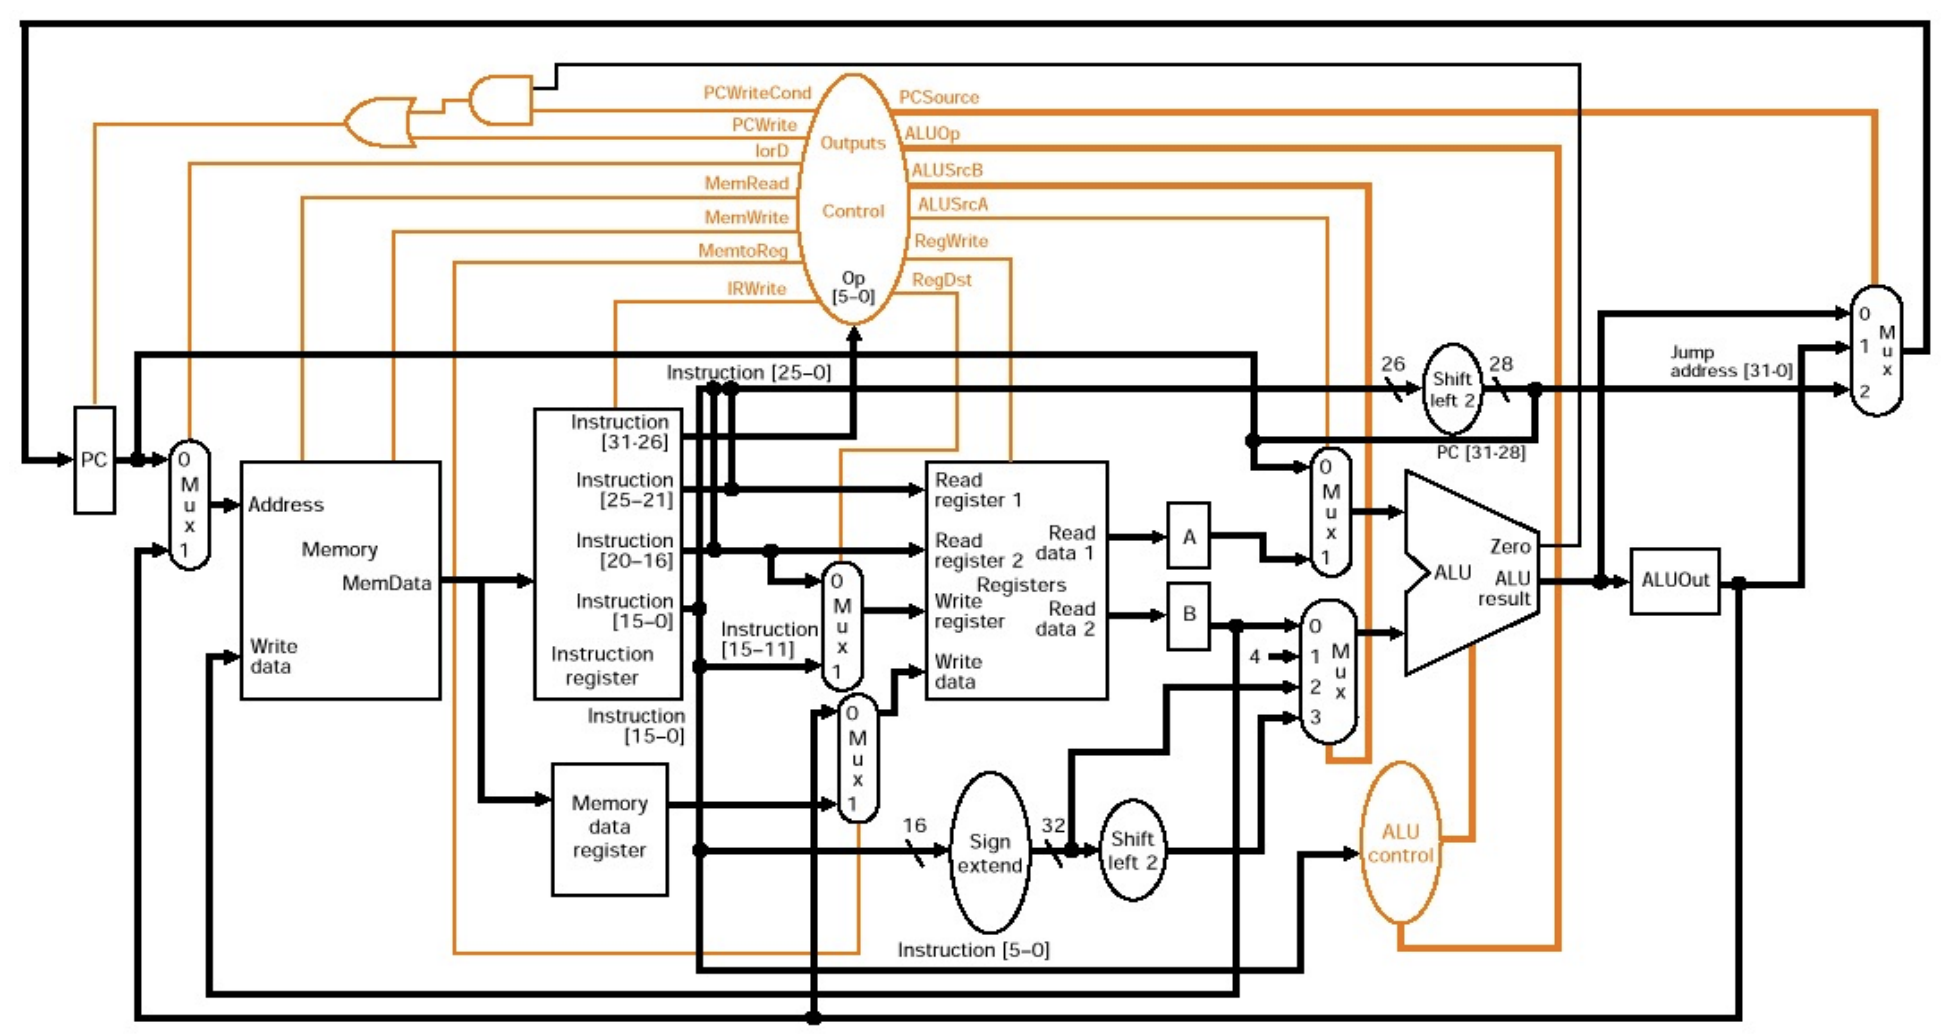 PCWriteCond
PCSource
PCWrite
ALUOp
Outputs
IorD
ALUSrcB
MemRead
ALUSrcA
Control
MemWrite
RegWrite
MemtoReg
RegDst
Op
[5–0]
IRWrite
Instruction [25–0]
26
Shift
left 2
28
Jump
address [31-0]
0
1
2
M
u
x
PC [31-28]
PC
0
M
u
x
1
Address
Memory
MemData
Write
data
Instruction
[31-26]
Instruction
[25–21]
Instruction
[20–16]
Instruction
[15–0]
Instruction
register
Instruction
[15–11]
0
M
u
x
1
Read
register 1
Read
register 2
Registers
Write
register
Write
data
Read
data 1
Read
data 2
A
B
0
M
u
x
1
4
0
1
2
3
M
u
x
Zero
ALU
ALU
result
ALUOut
Instruction
[15–0]
Memory
data
register
0
M
u
x
1
16
Sign
extend
32
Shift
left 2
ALU
control
Instruction [5–0]